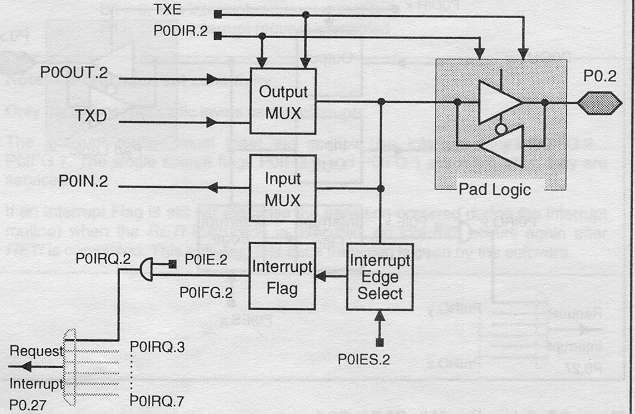 TXE
P0DIR.2
P0OUT.2
TXD
Output
MUX
P0.2
P0IN.2
Input
MUX
Pad Logic
P0IRQ.2
P0IE.2
P0IFG.2
Interrupt
Flag
Interrupt
Edge
Select
P0IES.2
Request
Interrupt
P0.27
P0IRQ.3
P0IRQ.7